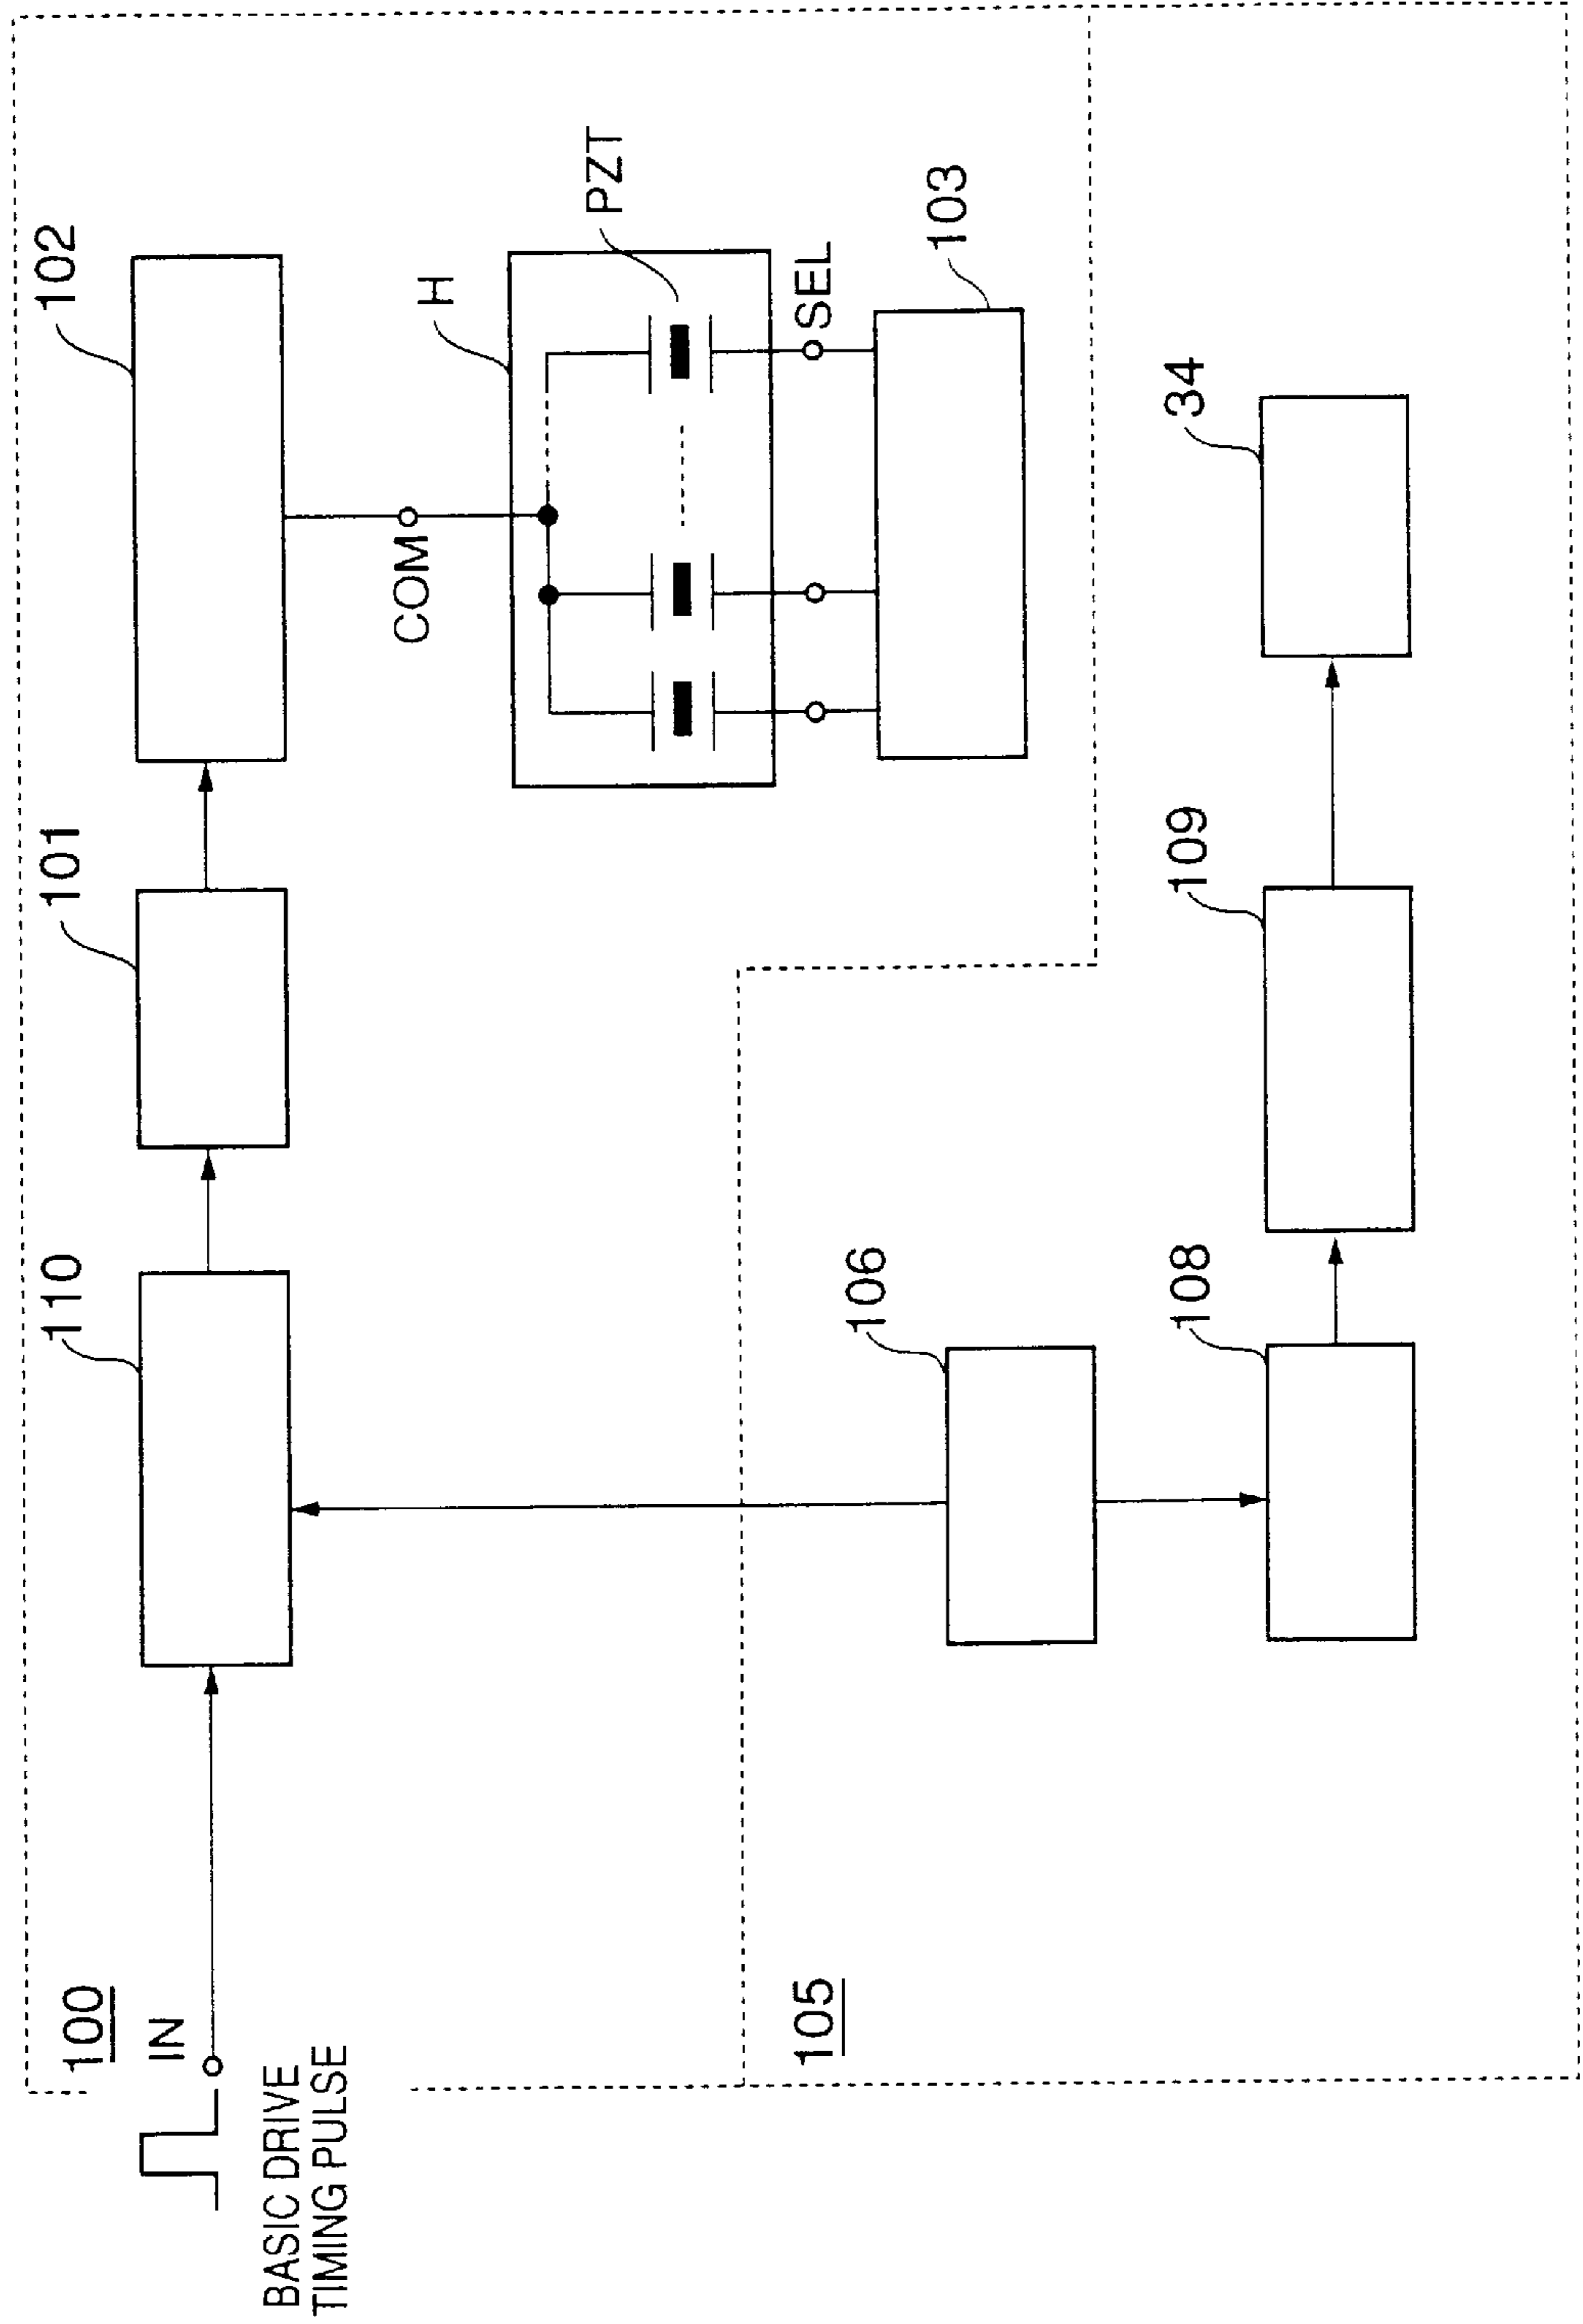 100
IN
BASIC DRIVE
TIMING PULSE
110
101
102
COM
H
PZT
SEL
103
105
106
108
109
34